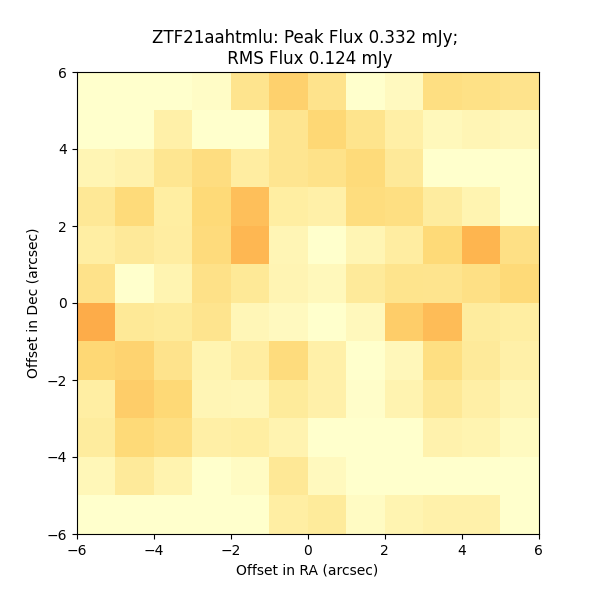 ZTF21aahtmlu: Peak Flux 0.332 mJy;
RMS Flux 0.124 mJy
6
4
2
0
−2
−4
−6
Offset in Dec (arcsec)
−6 −4 −2 0 2 4 6
Offset in RA (arcsec)